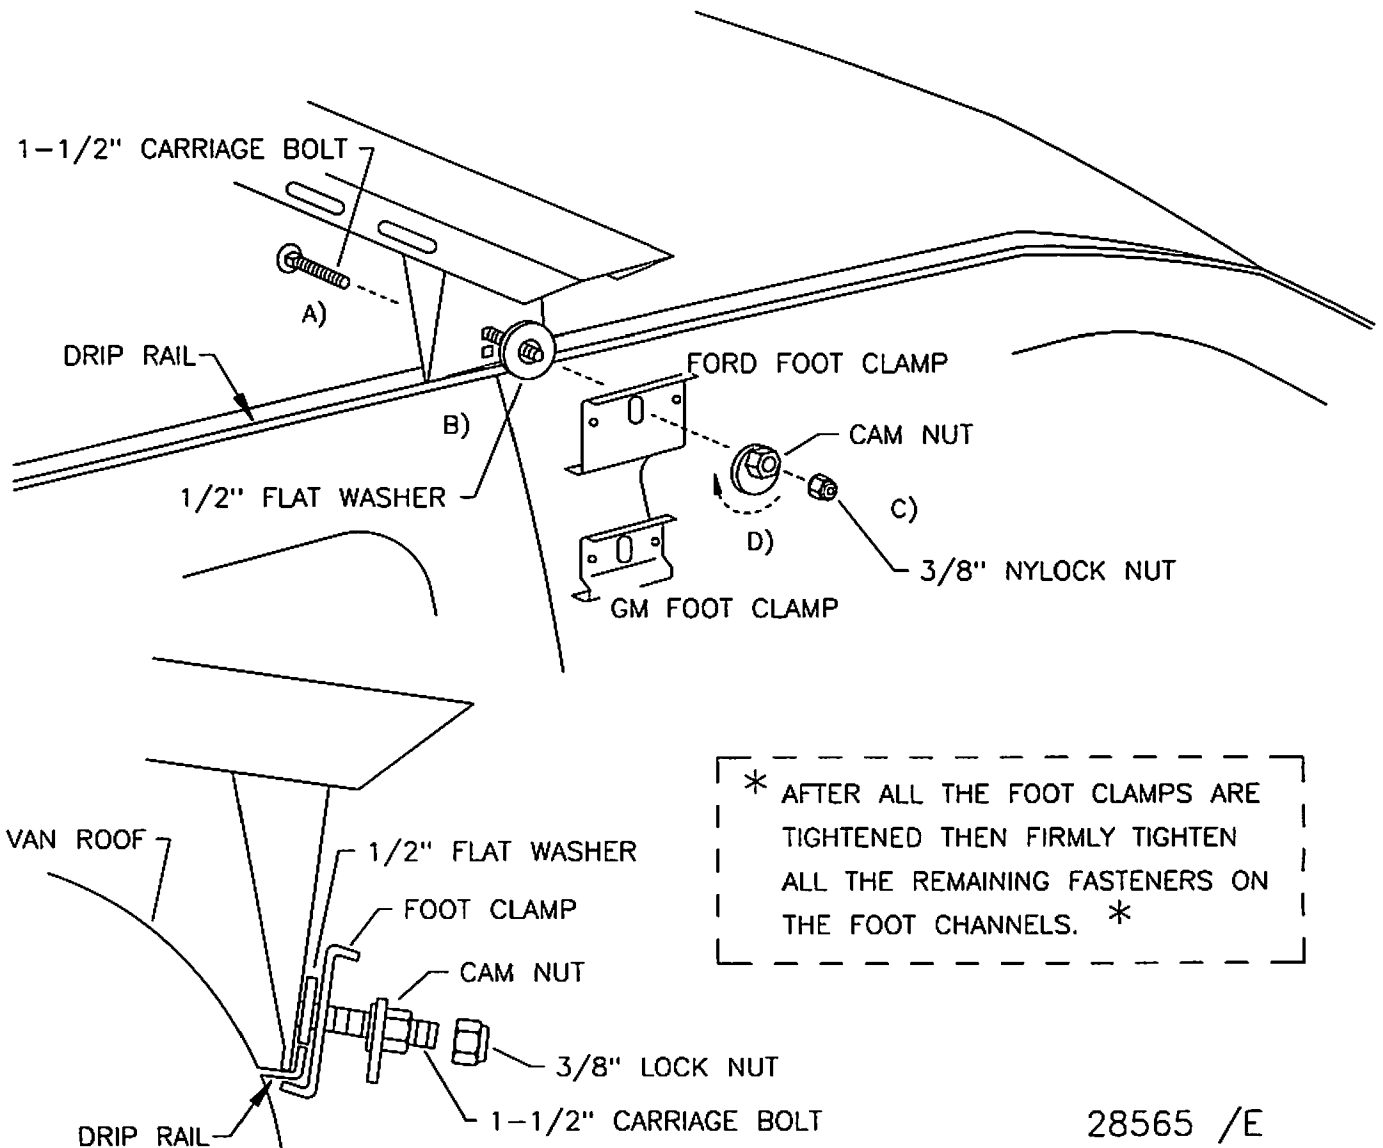 1-1/2" CARRIAGE BOLT
A)
DRIP RAIL
FORD FOOT CLAMP
B)
CAM NUT
1/2" FLAT WASHER
C)
D)
3/8" NYLOCK NUT
GM FOOT CLAMP
VAN ROOF
1/2" FLAT WASHER
FOOT CLAMP
CAM NUT
3/8" LOCK NUT
1-1/2" CARRIAGE BOLT
DRIP RAIL
* AFTER ALL THE FOOT CLAMPS ARE
TIGHTENED THEN FIRMLY TIGHTEN
ALL THE REMAINING FASTENERS ON
THE FOOT CHANNELS. *
28565 /E